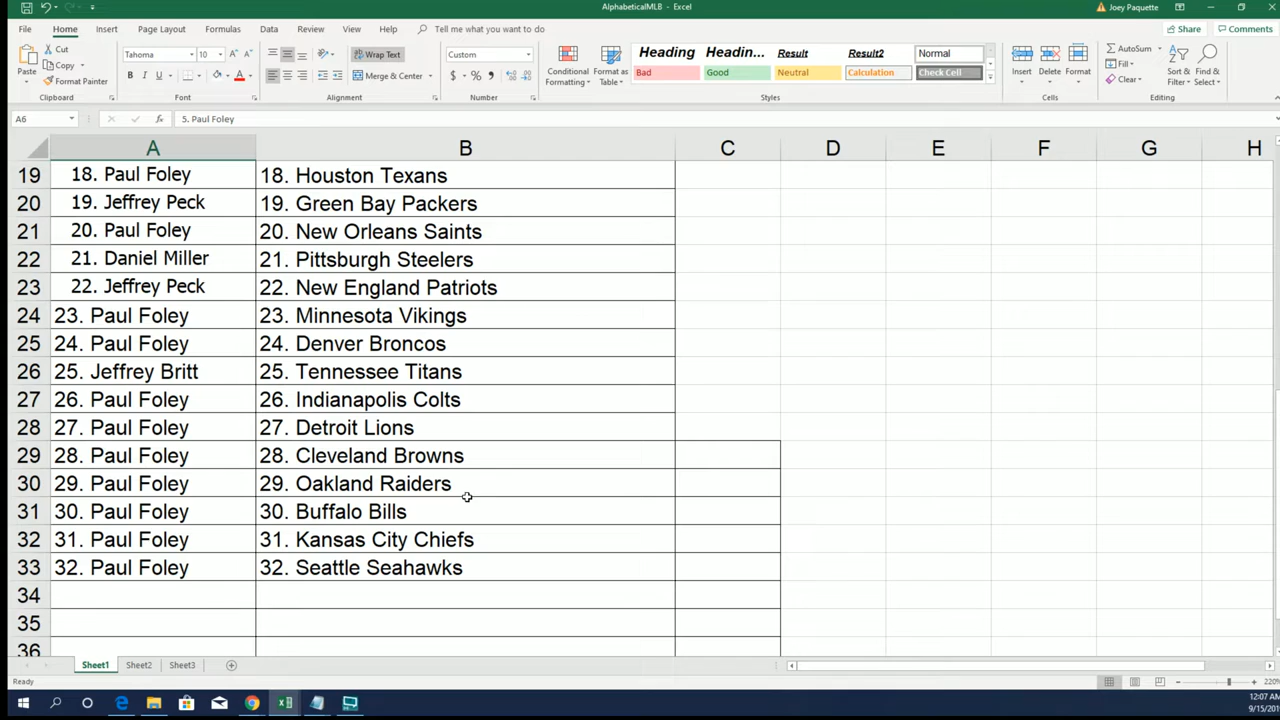 AlphabeticalMLB - Excel
Joey Paquette
File Home Insert Page Layout Formulas Data Review View Help Tell me what you want to do Share Comments
Paste Cut Copy Format Painter Clipboard
Tahoma 10 B I U A Font
Wrap Text Merge & Center Alignment
Custom $ % , Number
Conditional Formatting Format as Table
Heading Headin... Result Result2 Normal
Bad Good Neutral Calculation Check Cell
Styles
Insert Delete Format Cells
AutoSum Fill Clear Sort & Filter Find & Select Editing
A6 fx 5. Paul Foley
A B C D E F G H
19 18. Paul Foley 18. Houston Texans
20 19. Jeffrey Peck 19. Green Bay Packers
21 20. Paul Foley 20. New Orleans Saints
22 21. Daniel Miller 21. Pittsburgh Steelers
23 22. Jeffrey Peck 22. New England Patriots
24 23. Paul Foley 23. Minnesota Vikings
25 24. Paul Foley 24. Denver Broncos
26 25. Jeffrey Britt 25. Tennessee Titans
27 26. Paul Foley 26. Indianapolis Colts
28 27. Paul Foley 27. Detroit Lions
29 28. Paul Foley 28. Cleveland Browns
30 29. Paul Foley 29. Oakland Raiders
31 30. Paul Foley 30. Buffalo Bills
32 31. Paul Foley 31. Kansas City Chiefs
33 32. Paul Foley 32. Seattle Seahawks
34
35
36
Sheet1 Sheet2 Sheet3
Ready 220%
12:07 AM